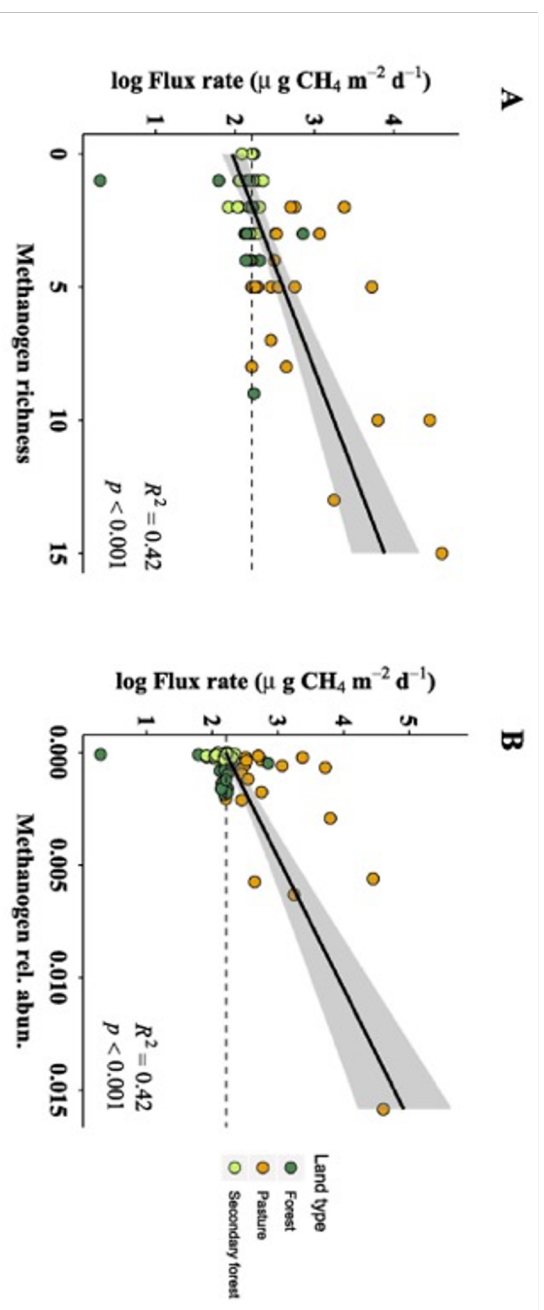 A
log Flux rate (μ g CH₄ m⁻² d⁻¹)
4
3
2
1
0
5
10
15
Methanogen richness
R² = 0.42
p < 0.001
B
log Flux rate (μ g CH₄ m⁻² d⁻¹)
5
4
3
2
1
0.000
0.005
0.010
0.015
Methanogen rel. abun.
R² = 0.42
p < 0.001
Land type
Forest
Pasture
Secondary forest